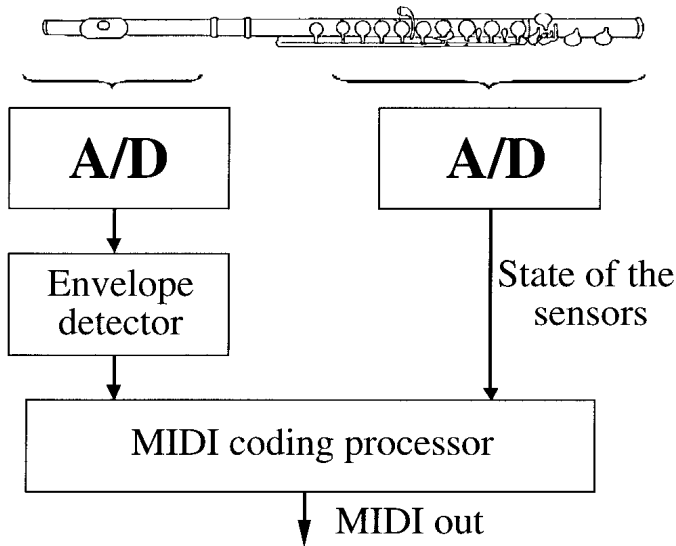 A/D
A/D
Envelope
detector
State of the
sensors
MIDI coding processor
MIDI out